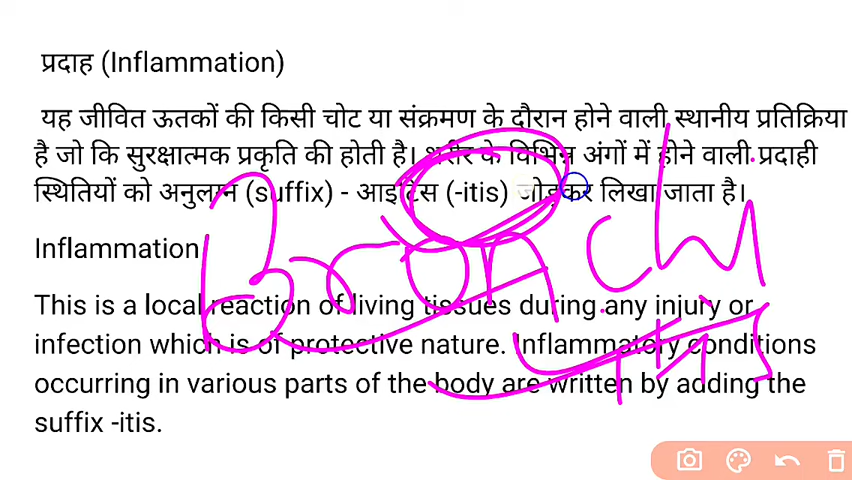 प्रदाह (Inflammation)
यह जीवित ऊतकों की किसी चोट या संक्रमण के दौरान होने वाली स्थानीय प्रतिक्रिया
है जो कि सुरक्षात्मक प्रकृति की होती है। शरीर के विभिन्न अंगों में होने वाली प्रदाही
स्थितियों को अनुलग्न (suffix) - आइटिस (-itis) जोड़कर लिखा जाता है।
Inflammation
This is a local reaction of living tissues during any injury or
infection which is of protective nature. Inflammatory conditions
occurring in various parts of the body are written by adding the
suffix -itis.
Bronchi
itis